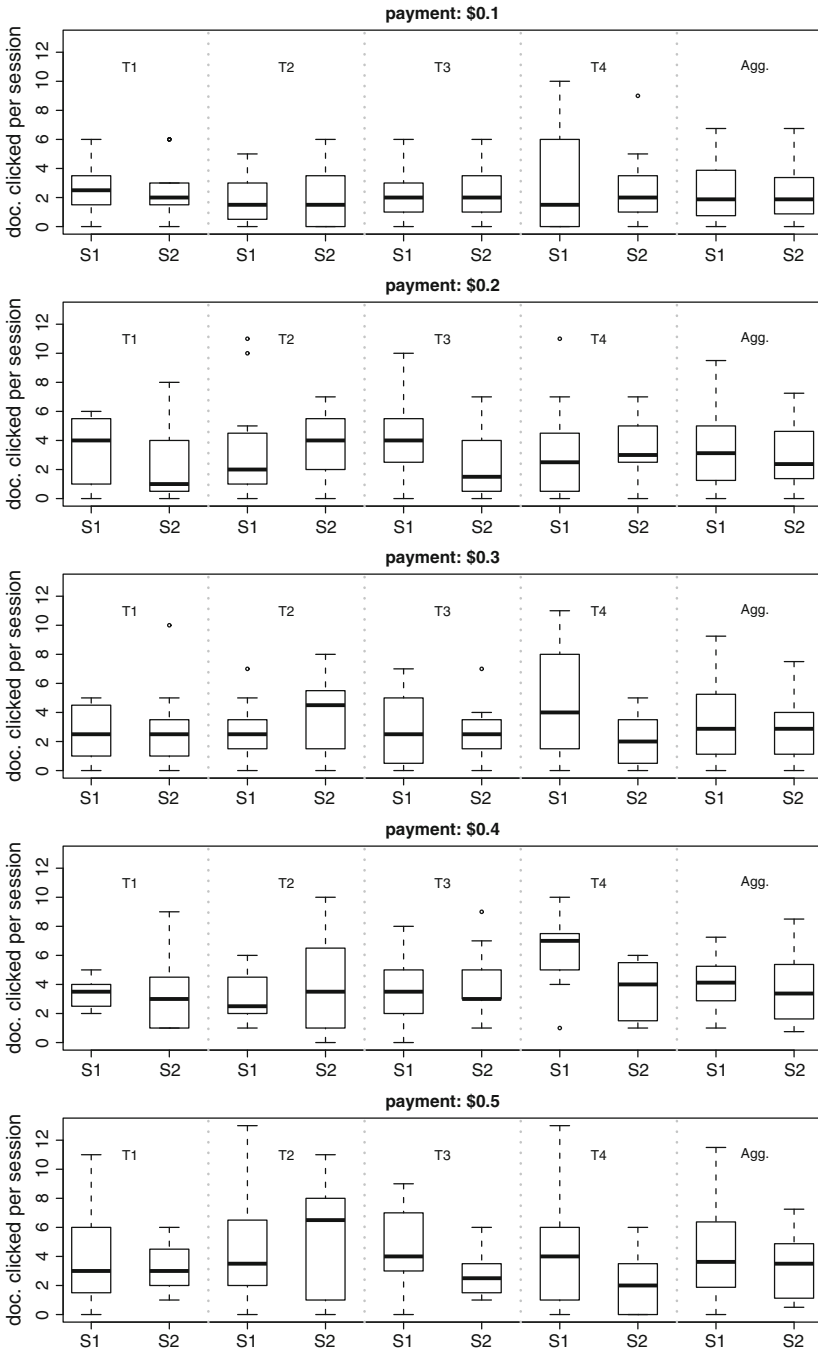 payment: $0.1
doc. clicked per session
0 2 4 6 8 10 12
T1 T2 T3 T4 Agg.
S1 S2 S1 S2 S1 S2 S1 S2 S1 S2
payment: $0.2
doc. clicked per session
0 2 4 6 8 10 12
T1 T2 T3 T4 Agg.
S1 S2 S1 S2 S1 S2 S1 S2 S1 S2
payment: $0.3
doc. clicked per session
0 2 4 6 8 10 12
T1 T2 T3 T4 Agg.
S1 S2 S1 S2 S1 S2 S1 S2 S1 S2
payment: $0.4
doc. clicked per session
0 2 4 6 8 10 12
T1 T2 T3 T4 Agg.
S1 S2 S1 S2 S1 S2 S1 S2 S1 S2
payment: $0.5
doc. clicked per session
0 2 4 6 8 10 12
T1 T2 T3 T4 Agg.
S1 S2 S1 S2 S1 S2 S1 S2 S1 S2